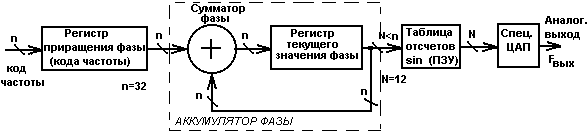 n
код
частоты
Регистр
приращения фазы
(кода частоты)
n=32
n
Сумматор
фазы
n
Регистр
текущего
значения фазы
n
n
АККУМУЛЯТОР ФАЗЫ
N<n
N=12
Таблица
отсчетов
sin (ПЗУ)
N
Спец.
ЦАП
Аналог.
выход
Fвых